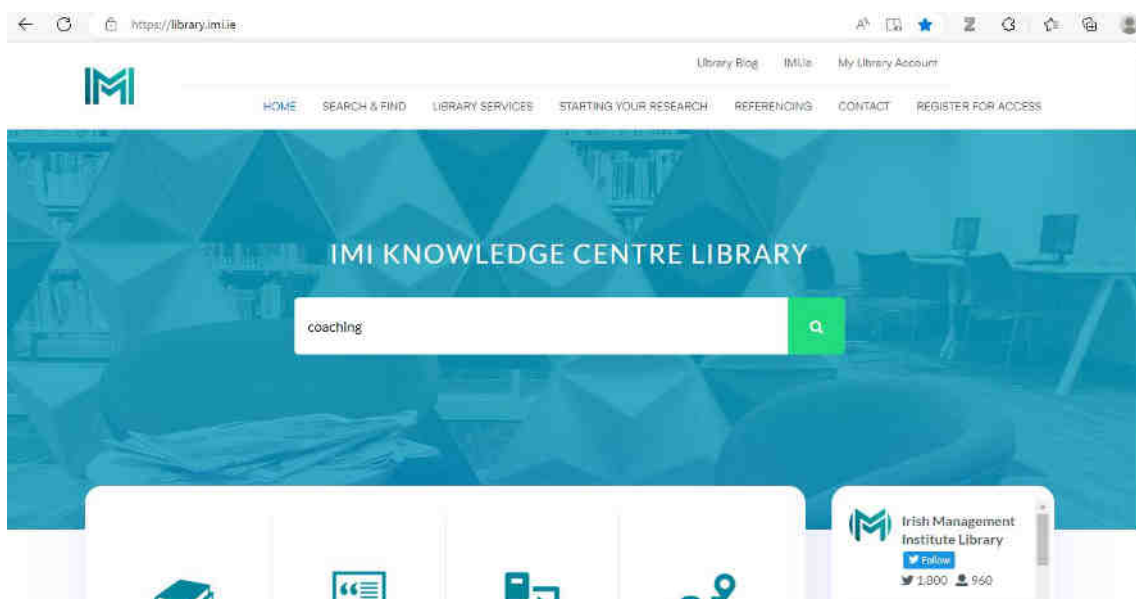 https://library.imi.ie
Library Blog IMI.ie My Library Account
IMI
HOME SEARCH & FIND LIBRARY SERVICES STARTING YOUR RESEARCH REFERENCING CONTACT REGISTER FOR ACCESS
IMI KNOWLEDGE CENTRE LIBRARY
coaching
Irish Management
Institute Library
Follow
1,800 960